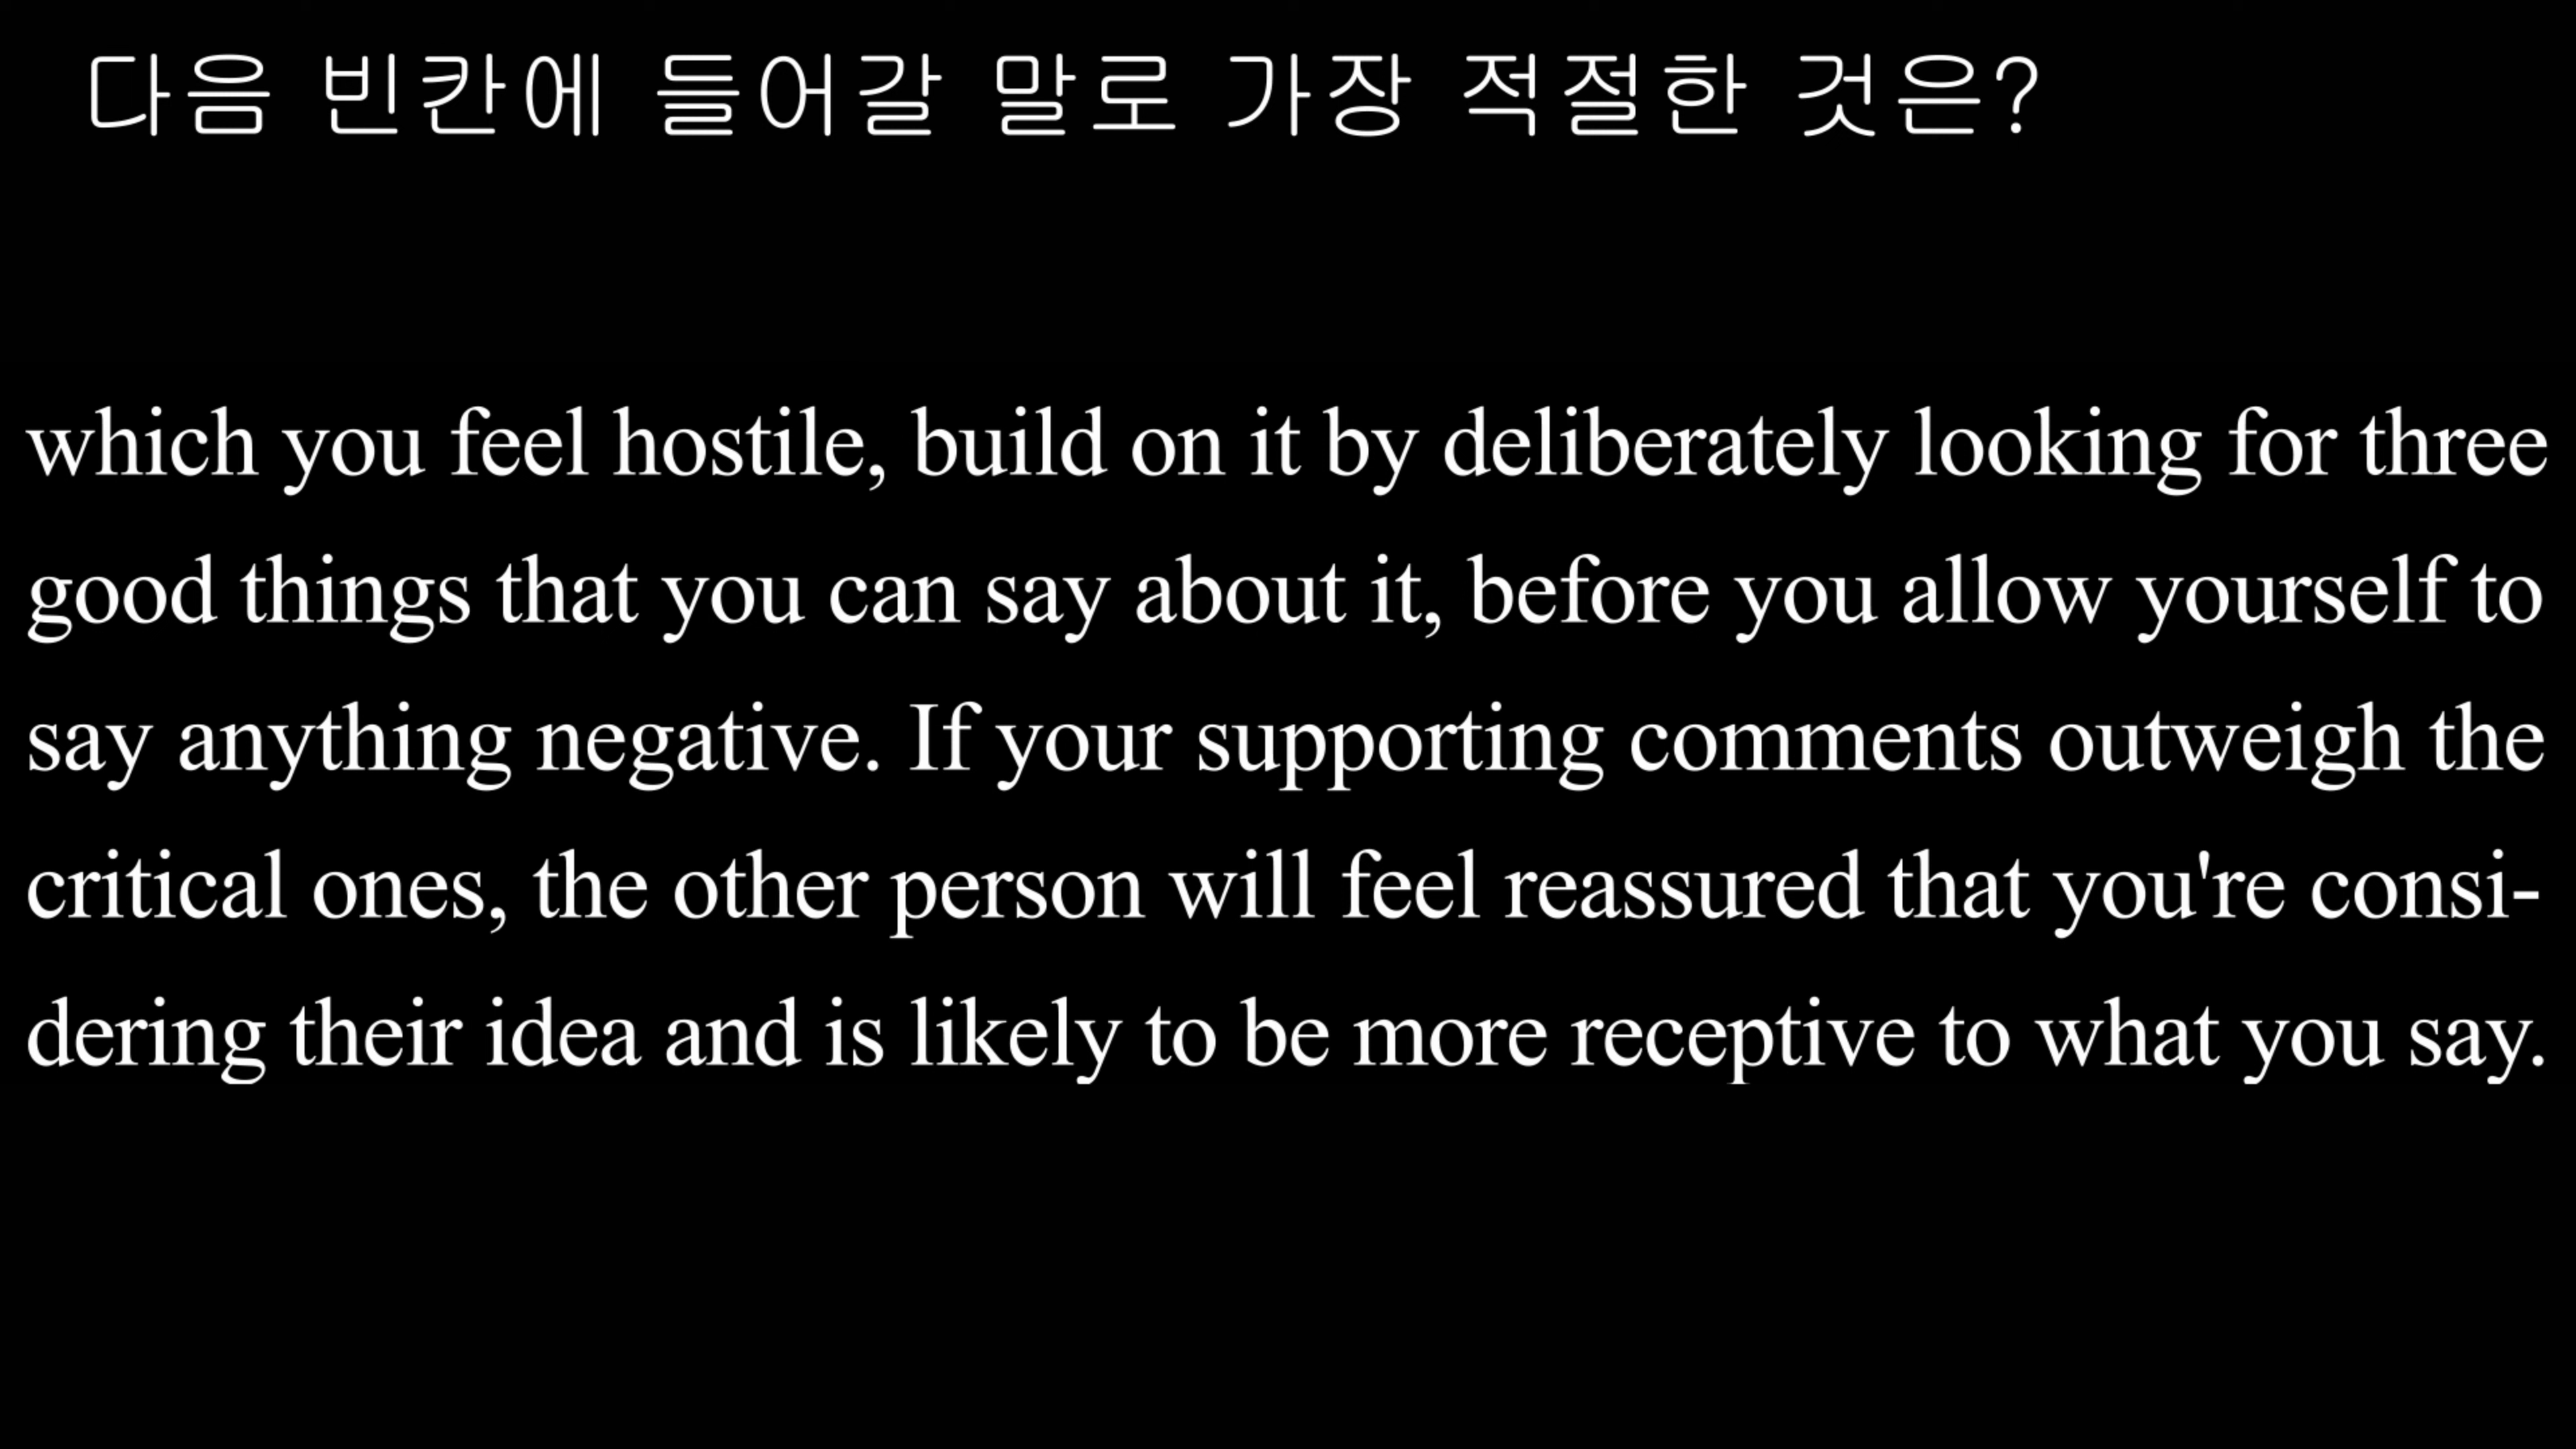 다음 빈칸에 들어갈 말로 가장 적절한 것은?
which you feel hostile, build on it by deliberately looking for three
good things that you can say about it, before you allow yourself to
say anything negative. If your supporting comments outweigh the
critical ones, the other person will feel reassured that you're consi-
dering their idea and is likely to be more receptive to what you say.